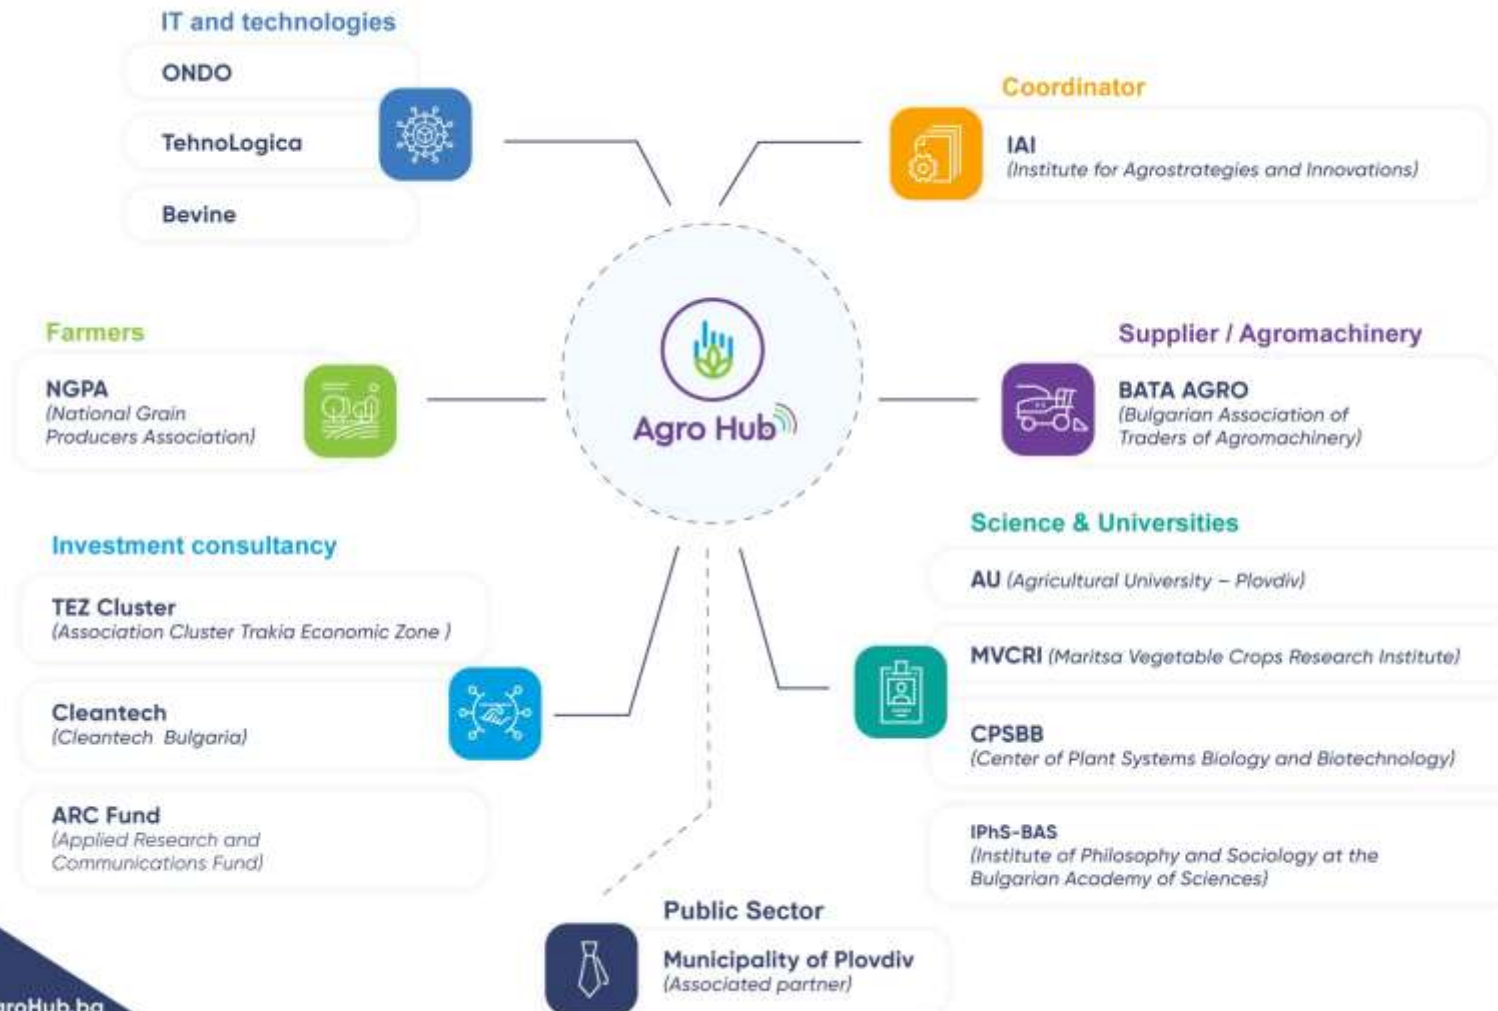 IT and technologies
ONDO
TehnoLogica
Bevine
Coordinator
IAI
(Institute for Agrostrategies and Innovations)
Farmers
NGPA
(National Grain
Producers Association)
Agro Hub
Supplier / Agromachinery
BATA AGRO
(Bulgarian Association of
Traders of Agromachinery)
Investment consultancy
TEZ Cluster
(Association Cluster Trakia Economic Zone )
Cleantech
(Cleantech Bulgaria)
ARC Fund
(Applied Research and
Communications Fund)
Science & Universities
AU (Agricultural University – Plovdiv)
MVCRI (Maritsa Vegetable Crops Research Institute)
CPSBB
(Center of Plant Systems Biology and Biotechnology)
IPhS-BAS
(Institute of Philosophy and Sociology at the
Bulgarian Academy of Sciences)
Public Sector
Municipality of Plovdiv
(Associated partner)